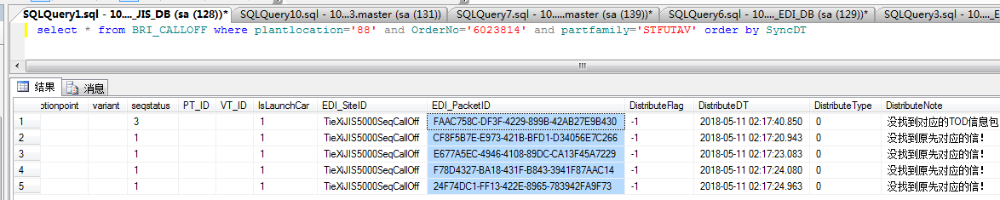 SQLQuery1.sql - 10...._JIS_DB (sa (128))* SQLQuery10.sql - 10...3.master (sa (131)) SQLQuery7.sql - 10.....master (sa (139))* SQLQuery6.sql - 10...._EDI_DB (sa (129))* SQLQuery3.sql - 10...._E
select * from BRI_CALLOFF where plantlocation='88' and OrderNo='6023814' and partfamily='STFUTAV' order by SyncDT
结果 消息
otionpoint variant seqstatus PT_ID VT_ID IsLaunchCar EDI_SiteID EDI_PacketID DistributeFlag DistributeDT DistributeType DistributeNote
1 3 1 TieXiJIS5000SeqCallOff FAAC758C-DF3F-4229-899B-42AB27E9B430 -1 2018-05-11 02:17:40.850 0 没找到对应的TOD信息包
2 1 1 TieXiJIS5000SeqCallOff CF8F5B7E-E973-421B-BFD1-D34056E7C266 -1 2018-05-11 02:17:20.943 0 没找到原先对应的信!
3 1 1 TieXiJIS5000SeqCallOff E677A5EC-4946-4108-89DC-CA13F45A7229 -1 2018-05-11 02:17:23.083 0 没找到原先对应的信!
4 1 1 TieXiJIS5000SeqCallOff F78D4327-BA18-431F-B843-3941F87AAC14 -1 2018-05-11 02:17:24.080 0 没找到原先对应的信!
5 1 1 TieXiJIS5000SeqCallOff 24F74DC1-FF13-422E-8965-783942FA9F73 -1 2018-05-11 02:17:24.963 0 没找到原先对应的信!